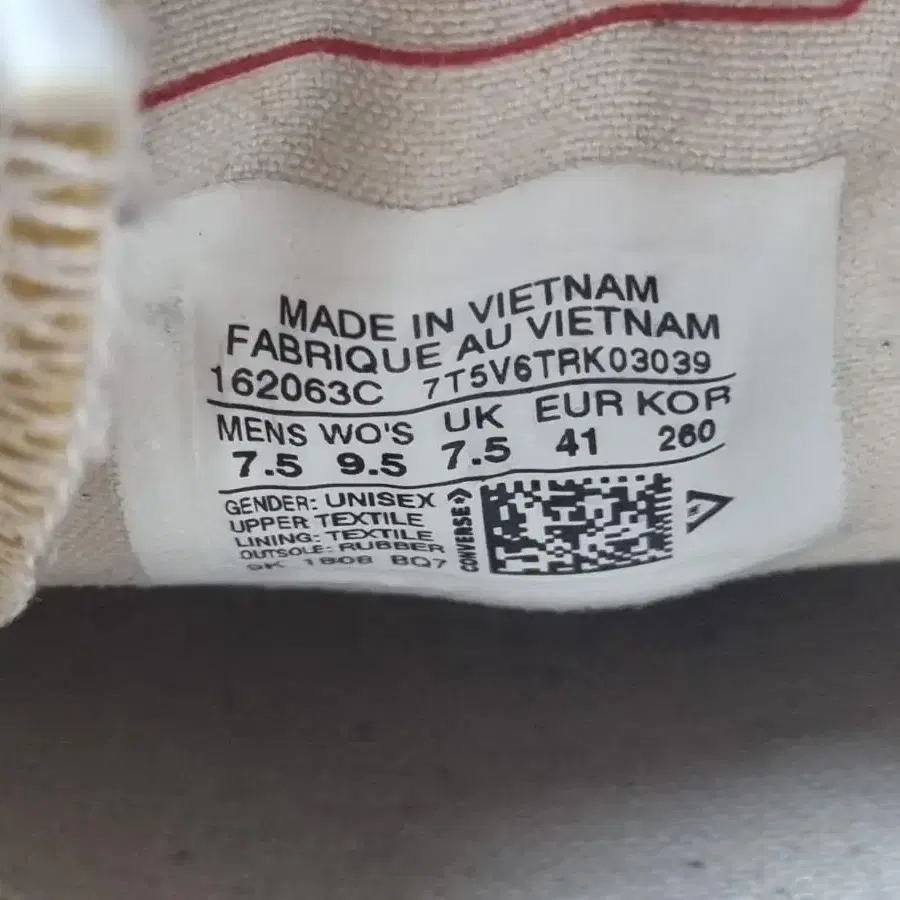 MADE IN VIETNAM
FABRIQUE AU VIETNAM
162063C 7T5V6TRK03039
MENS WO'S UK EUR KOR
7.5 9.5 7.5 41 260
GENDER: UNISEX
UPPER TEXTILE
LINING: TEXTILE
OUTSOLE: RUBBER
SK 1808 BQ7
CONVERSE